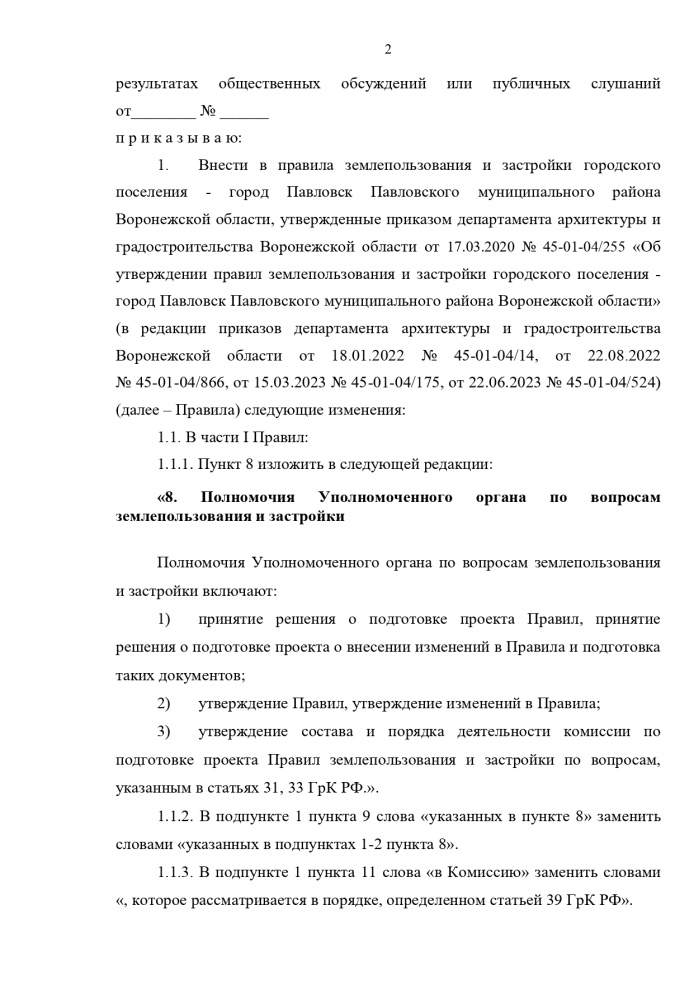 2
результатах общественных обсуждений или публичных слушаний
от________ № ______
п р и к а з ы в а ю:
1. Внести в правила землепользования и застройки городского
поселения - город Павловск Павловского муниципального района
Воронежской области, утвержденные приказом департамента архитектуры и
градостроительства Воронежской области от 17.03.2020 № 45-01-04/255 «Об
утверждении правил землепользования и застройки городского поселения -
город Павловск Павловского муниципального района Воронежской области»
(в редакции приказов департамента архитектуры и градостроительства
Воронежской области от 18.01.2022 № 45-01-04/14, от 22.08.2022
№ 45-01-04/866, от 15.03.2023 № 45-01-04/175, от 22.06.2023 № 45-01-04/524)
(далее – Правила) следующие изменения:
1.1. В части I Правил:
1.1.1. Пункт 8 изложить в следующей редакции:
«8. Полномочия Уполномоченного органа по вопросам
землепользования и застройки
Полномочия Уполномоченного органа по вопросам землепользования
и застройки включают:
1) принятие решения о подготовке проекта Правил, принятие
решения о подготовке проекта о внесении изменений в Правила и подготовка
таких документов;
2) утверждение Правил, утверждение изменений в Правила;
3) утверждение состава и порядка деятельности комиссии по
подготовке проекта Правил землепользования и застройки по вопросам,
указанным в статьях 31, 33 ГрК РФ.».
1.1.2. В подпункте 1 пункта 9 слова «указанных в пункте 8» заменить
словами «указанных в подпунктах 1-2 пункта 8».
1.1.3. В подпункте 1 пункта 11 слова «в Комиссию» заменить словами
«, которое рассматривается в порядке, определенном статьей 39 ГрК РФ».